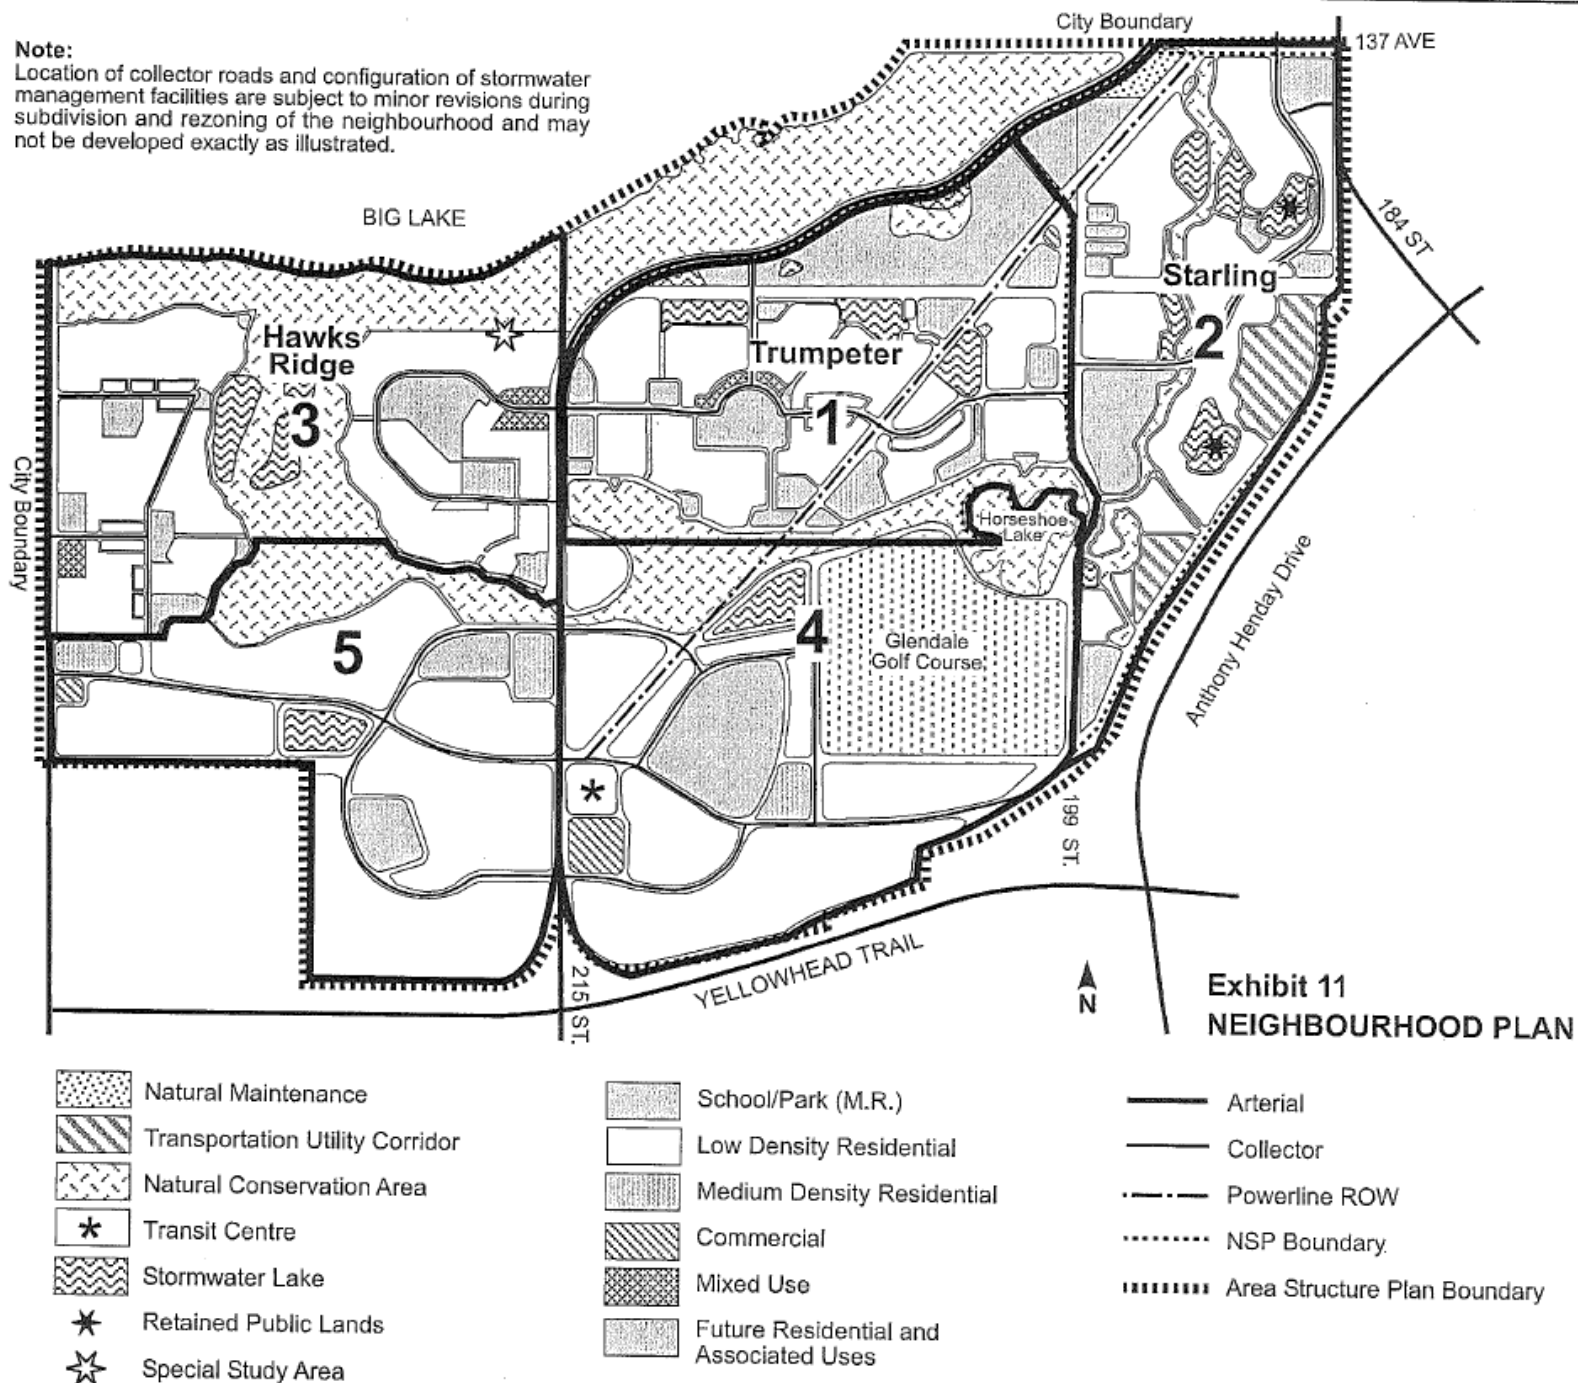 City Boundary
137 AVE
Note:
Location of collector roads and configuration of stormwater
management facilities are subject to minor revisions during
subdivision and rezoning of the neighbourhood and may
not be developed exactly as illustrated.
BIG LAKE
184 ST
Starling
2
Hawks
Ridge
3
Trumpeter
1
City Boundary
Horseshoe
Lake
Anthony Henday Drive
5
4
Glendale
Golf Course
*
199 ST.
215 ST.
YELLOWHEAD TRAIL
N
Exhibit 11
NEIGHBOURHOOD PLAN
Natural Maintenance
Transportation Utility Corridor
Natural Conservation Area
* Transit Centre
Stormwater Lake
Retained Public Lands
Special Study Area
School/Park (M.R.)
Low Density Residential
Medium Density Residential
Commercial
Mixed Use
Future Residential and
Associated Uses
Arterial
Collector
Powerline ROW
NSP Boundary
Area Structure Plan Boundary